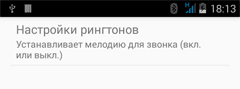 18:13
Настройки рингтонов
Устанавливает мелодию для звонка (вкл.
или выкл.)